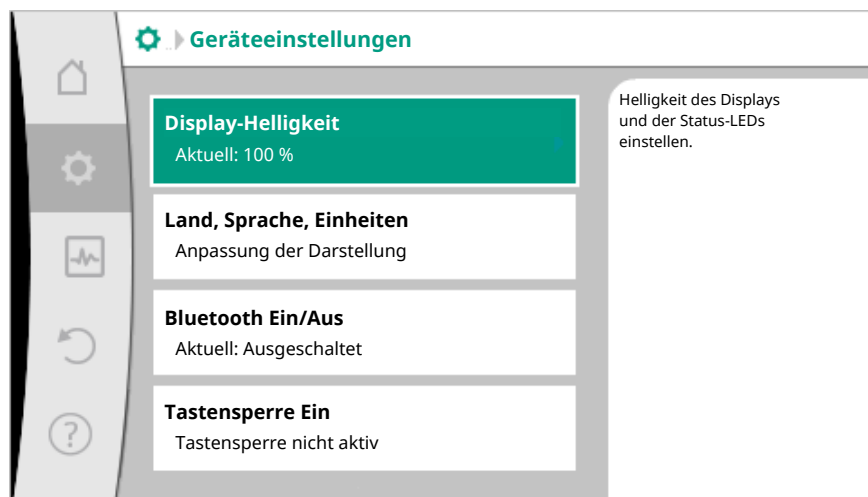 Geräteeinstellungen
Display-Helligkeit
Aktuell: 100 %
Land, Sprache, Einheiten
Anpassung der Darstellung
Bluetooth Ein/Aus
Aktuell: Ausgeschaltet
Tastensperre Ein
Tastensperre nicht aktiv
Helligkeit des Displays
und der Status-LEDs
einstellen.
?